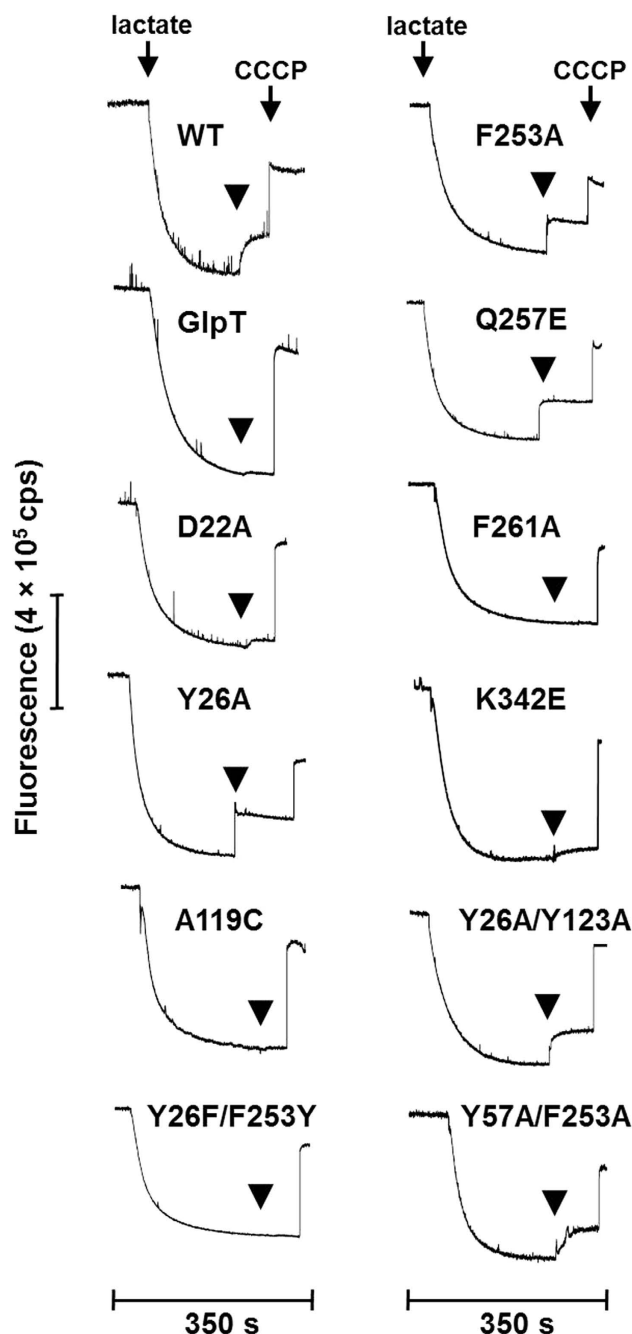 lactate
CCCP
WT
GlpT
D22A
Y26A
A119C
Y26F/F253Y
350 s
lactate
CCCP
F253A
Q257E
F261A
K342E
Y26A/Y123A
Y57A/F253A
350 s
Fluorescence (4 × 10⁵ cps)